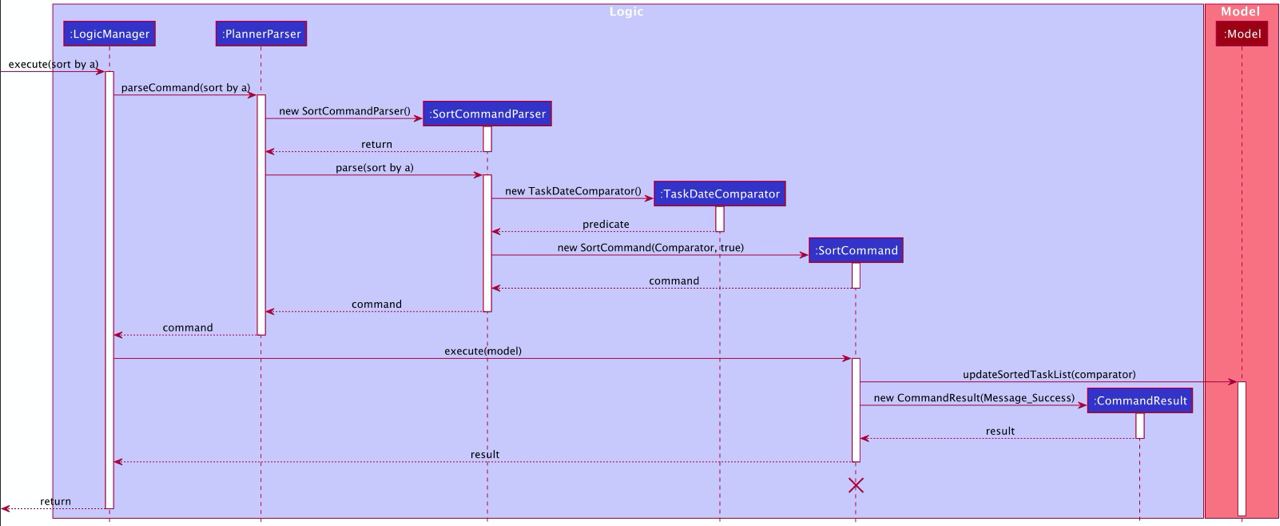 Logic
Model
:LogicManager
:PlannerParser
:Model
execute(sort by a)
parseCommand(sort by a)
new SortCommandParser()
:SortCommandParser
return
parse(sort by a)
new TaskDateComparator()
:TaskDateComparator
predicate
new SortCommand(Comparator, true)
:SortCommand
command
command
command
execute(model)
updateSortedTaskList(comparator)
new CommandResult(Message_Success)
:CommandResult
result
result
return